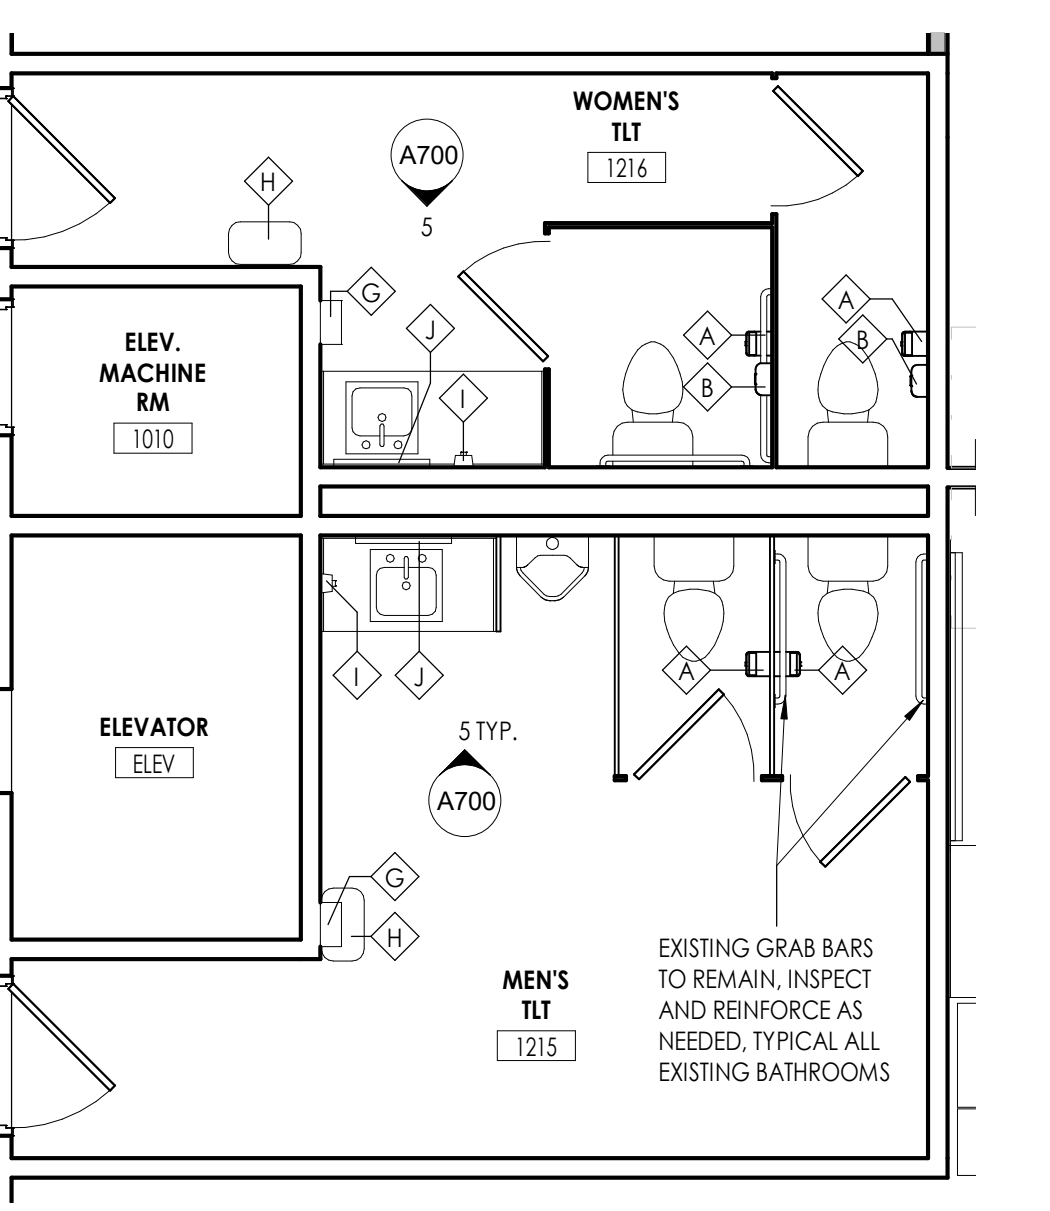 WOMEN'S
TLT
1216
A700
5
H
G
J
I
A
B
A
B
ELEV.
MACHINE
RM
1010
ELEVATOR
ELEV
I
J
A
A
5 TYP.
A700
G
H
MEN'S
TLT
1215
EXISTING GRAB BARS
TO REMAIN, INSPECT
AND REINFORCE AS
NEEDED, TYPICAL ALL
EXISTING BATHROOMS